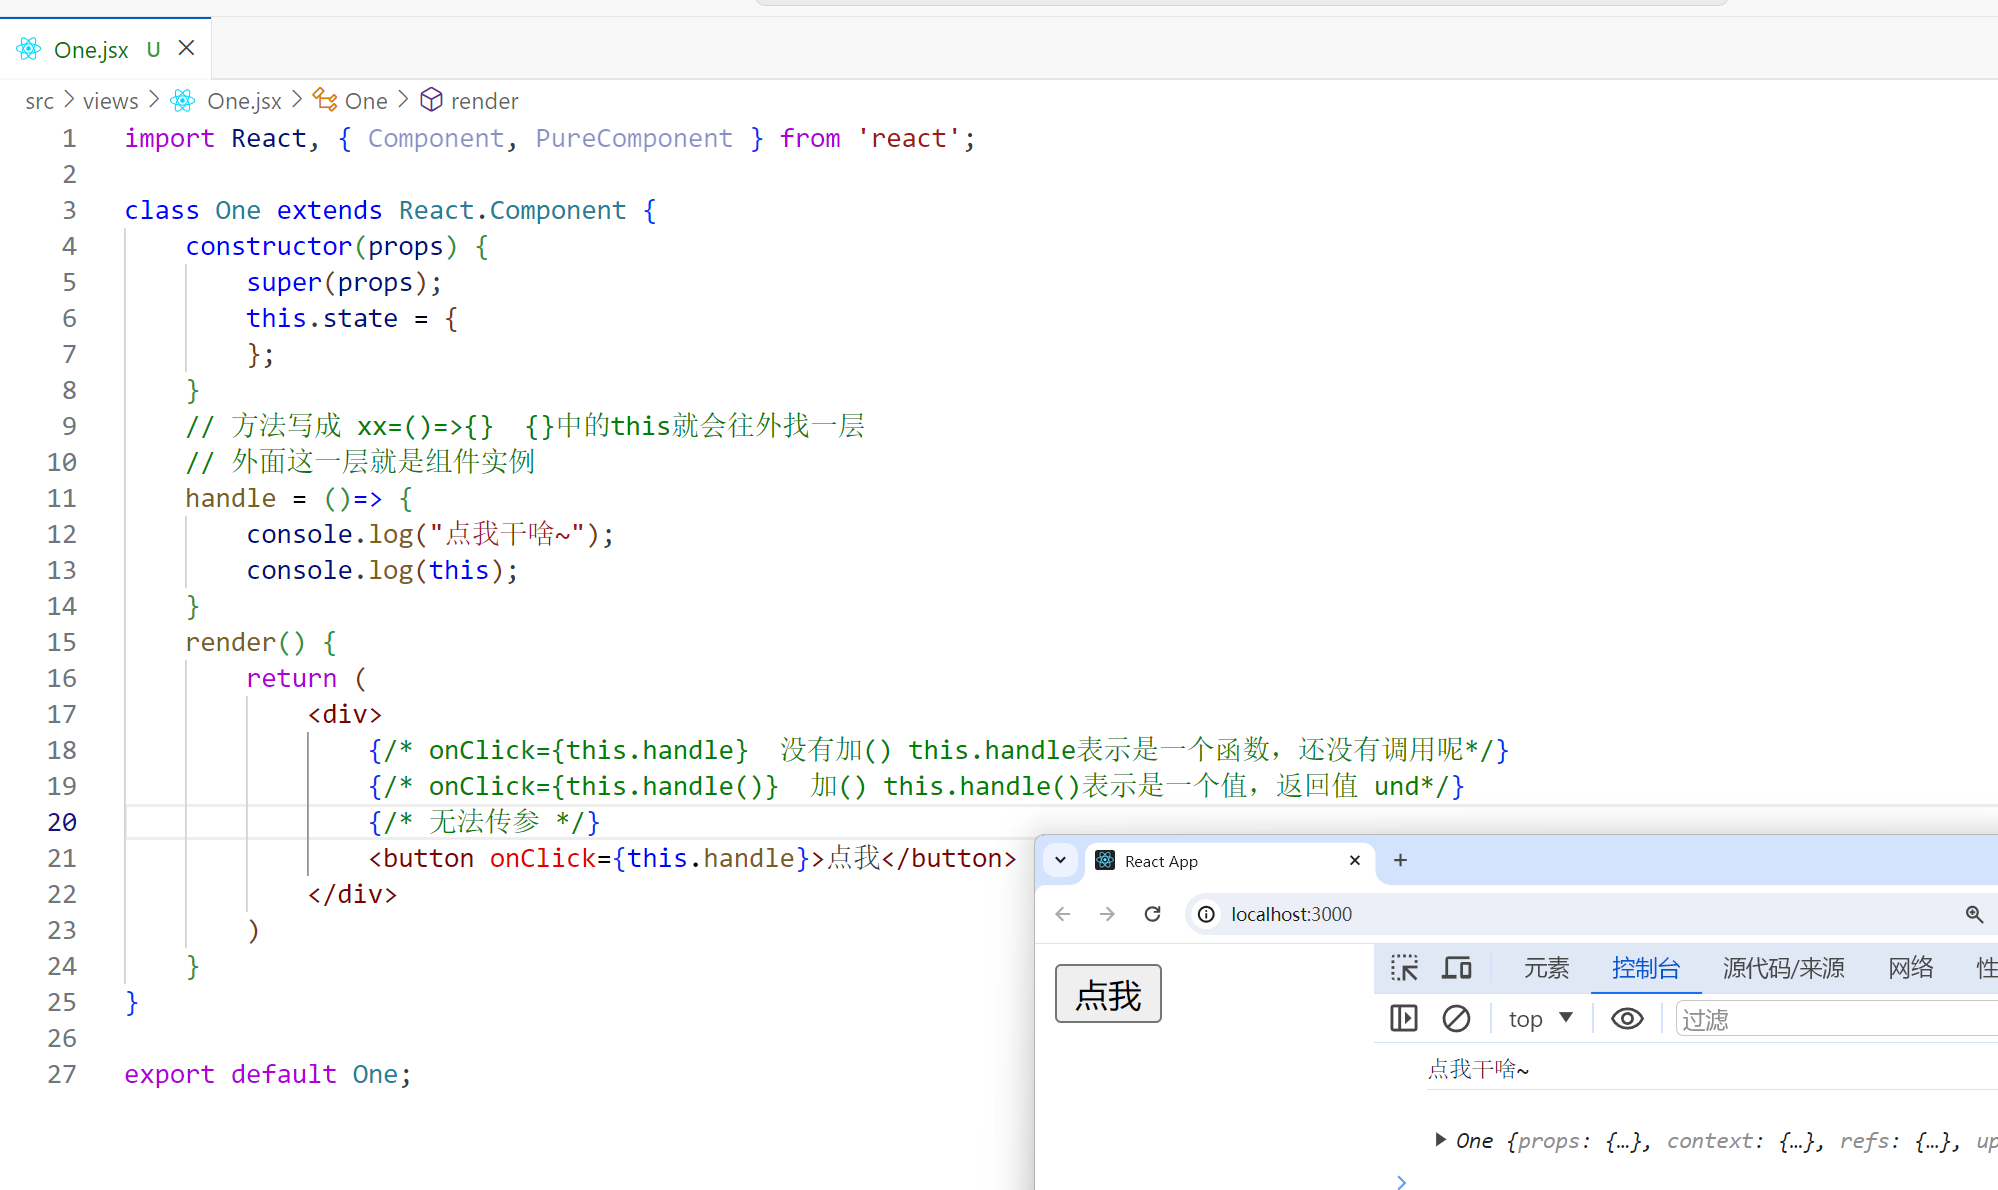 One.jsx U
src > views > One.jsx > One > render
1 import React, { Component, PureComponent } from 'react';
2
3 class One extends React.Component {
4 constructor(props) {
5 super(props);
6 this.state = {
7 };
8 }
9 // 方法写成 xx=()=>{} {}中的this就会往外找一层
10 // 外面这一层就是组件实例
11 handle = ()=> {
12 console.log("点我干啥~");
13 console.log(this);
14 }
15 render() {
16 return (
17 <div>
18 {/* onClick={this.handle} 没有加() this.handle表示是一个函数，还没有调用呢*/}
19 {/* onClick={this.handle()} 加() this.handle()表示是一个值，返回值 und*/}
20 {/* 无法传参 */}
21 <button onClick={this.handle}>点我</button>
22 </div>
23 )
24 }
25 }
26
27 export default One;
React App
localhost:3000
点我
元素 控制台 源代码/来源 网络 性
top 过滤
点我干啥~
One {props: {…}, context: {…}, refs: {…}, up